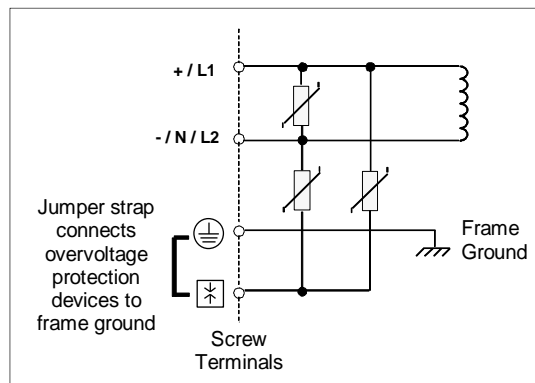 + / L1
- / N / L2
Jumper strap
connects
overvoltage
protection
devices to
frame ground
Frame
Ground
Screw
Terminals